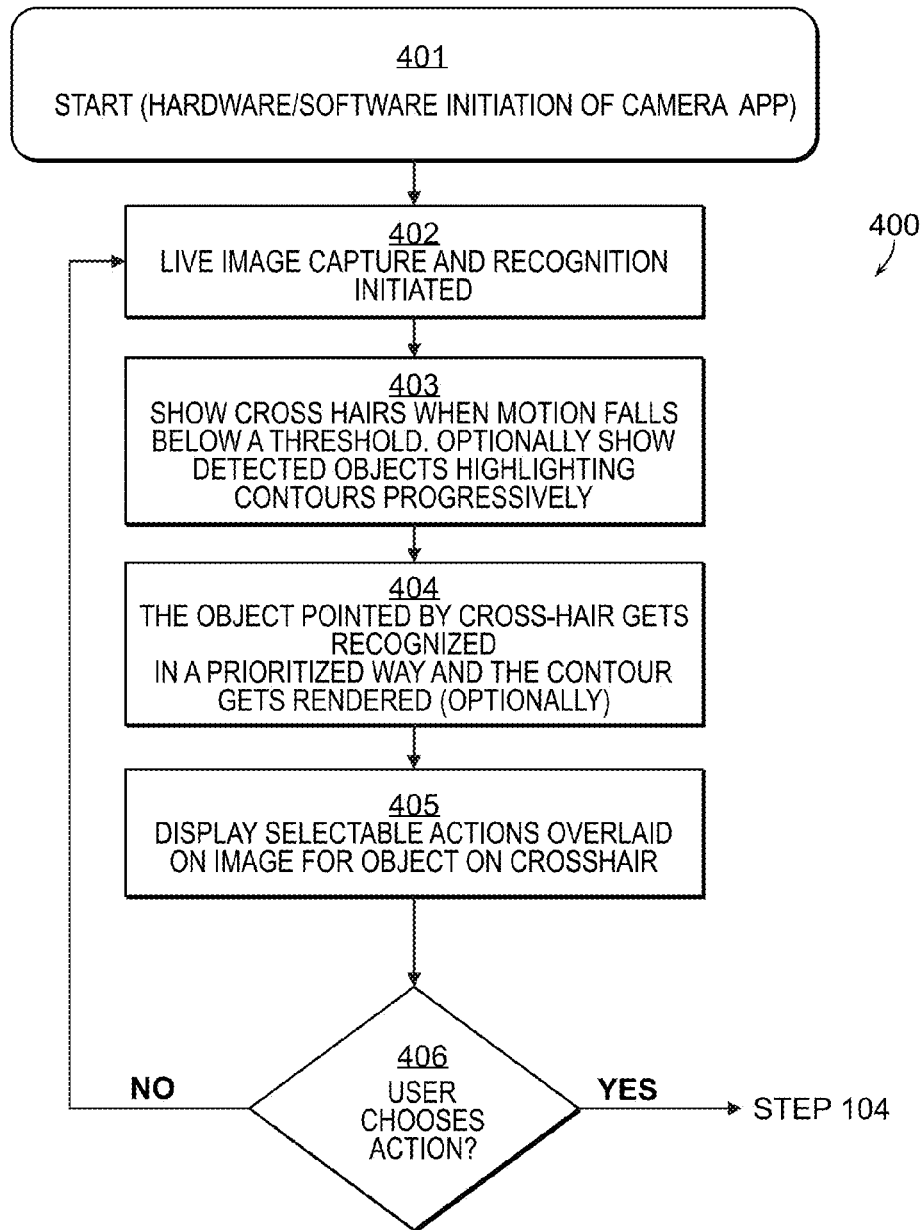 401
START (HARDWARE/SOFTWARE INITIATION OF CAMERA APP)
402
LIVE IMAGE CAPTURE AND RECOGNITION
INITIATED
400
403
SHOW CROSS HAIRS WHEN MOTION FALLS
BELOW A THRESHOLD. OPTIONALLY SHOW
DETECTED OBJECTS HIGHLIGHTING
CONTOURS PROGRESSIVELY
404
THE OBJECT POINTED BY CROSS-HAIR GETS
RECOGNIZED
IN A PRIORITIZED WAY AND THE CONTOUR
GETS RENDERED (OPTIONALLY)
405
DISPLAY SELECTABLE ACTIONS OVERLAID
ON IMAGE FOR OBJECT ON CROSSHAIR
406
USER
CHOOSES
ACTION?
NO
YES
STEP 104